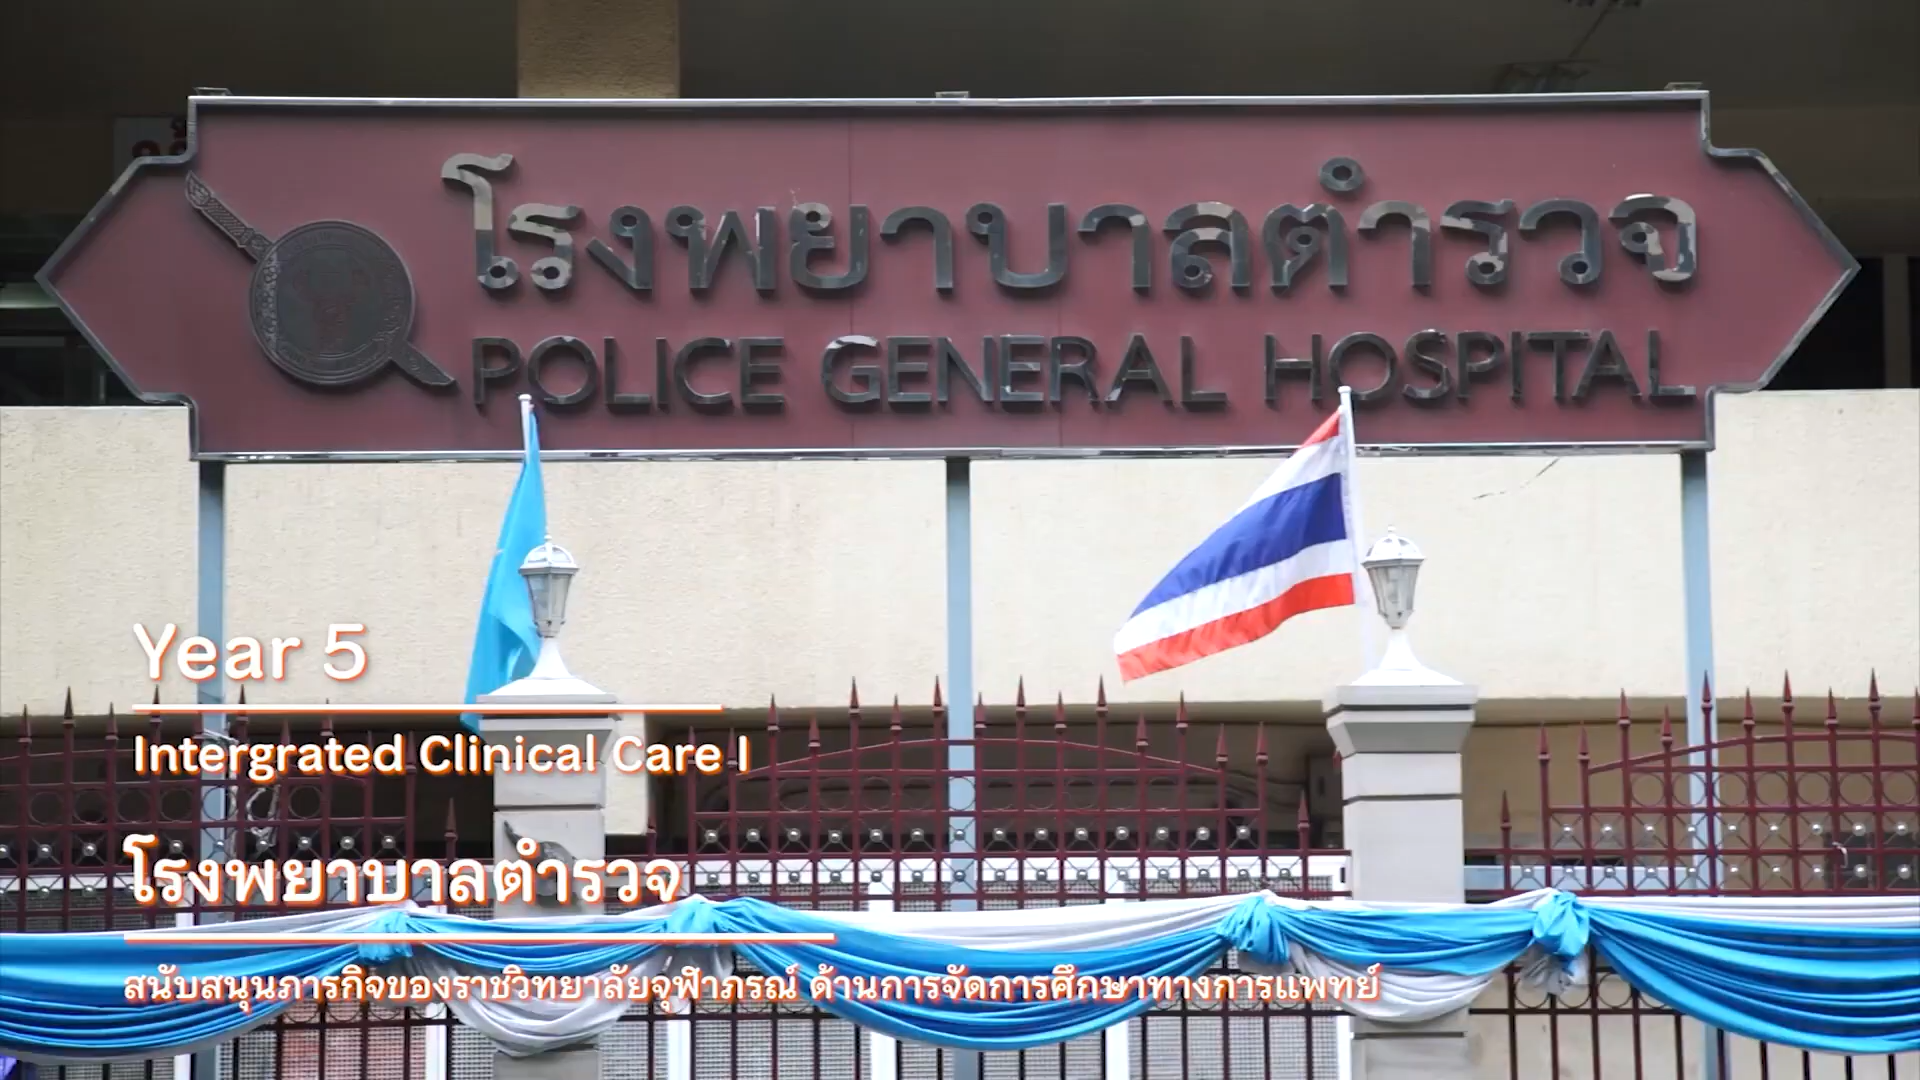 โรงพยาบาลตำรวจ
POLICE GENERAL HOSPITAL
Year 5
Intergrated Clinical Care I
โรงพยาบาลตำรวจ
สนับสนุนภารกิจของราชวิทยาลัยจุฬาภรณ์ ด้านการจัดการศึกษาทางการแพทย์